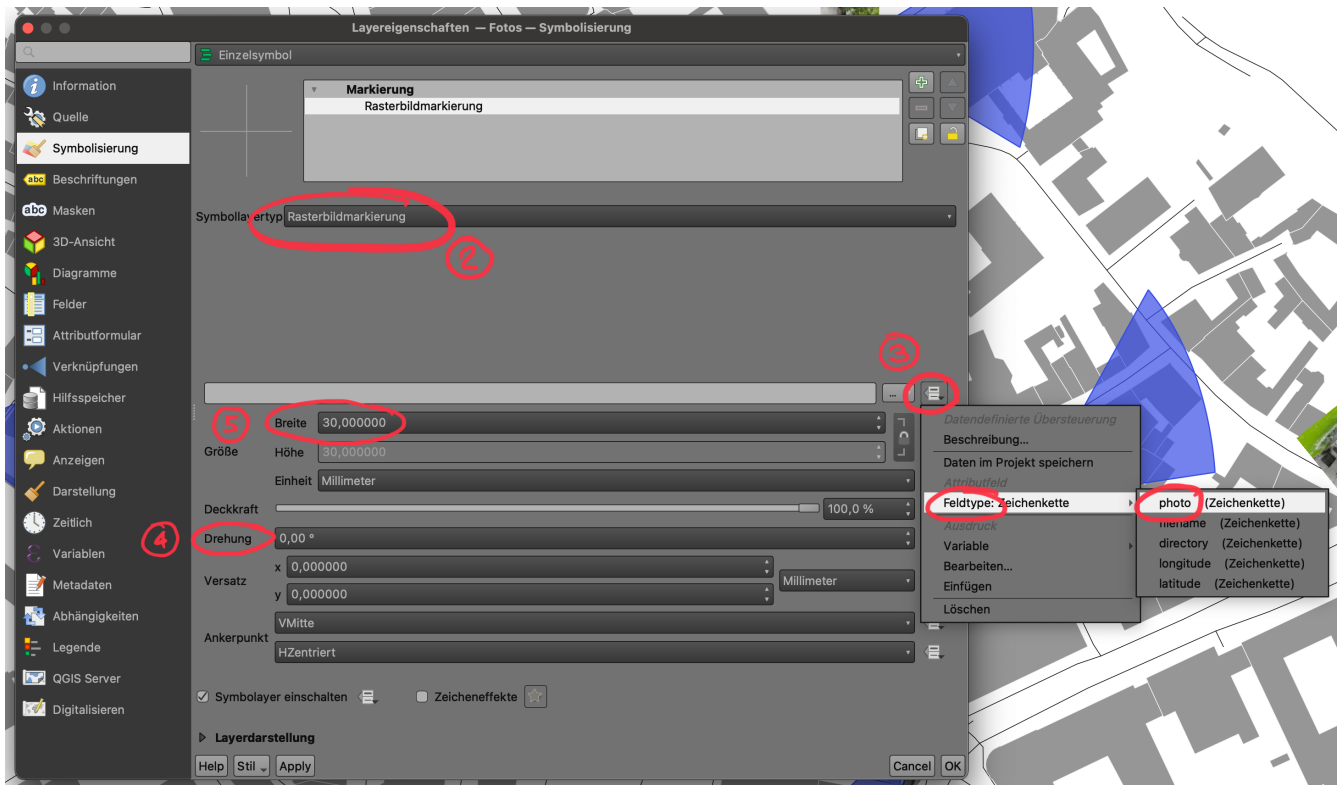 Layereigenschaften — Fotos — Symbolisierung
Einzelsymbol
Information
Quelle
Symbolisierung
abc Beschriftungen
abc Masken
3D-Ansicht
Diagramme
Felder
Attributformular
Verknüpfungen
Hilfsspeicher
Aktionen
Anzeigen
Darstellung
Zeitlich
Variablen
Metadaten
Abhängigkeiten
Legende
QGIS Server
Digitalisieren
Markierung
Rasterbildmarkierung
Symbollayertyp Rasterbildmarkierung
2
3
...
5
Breite 30,000000
Größe
Höhe 30,000000
Einheit Millimeter
Deckkraft 100,0 %
4
Drehung 0,00 °
Versatz
x 0,000000
y 0,000000
Millimeter
Ankerpunkt
VMitte
HZentriert
Symbolayer einschalten
Zeicheneffekte
Layerdarstellung
Help Stil Apply Cancel OK
Datendefinierte Übersteuerung
Beschreibung...
Daten im Projekt speichern
Attributfeld
Feldtype: Zeichenkette
Ausdruck
Variable
Bearbeiten...
Einfügen
Löschen
photo (Zeichenkette)
filename (Zeichenkette)
directory (Zeichenkette)
longitude (Zeichenkette)
latitude (Zeichenkette)